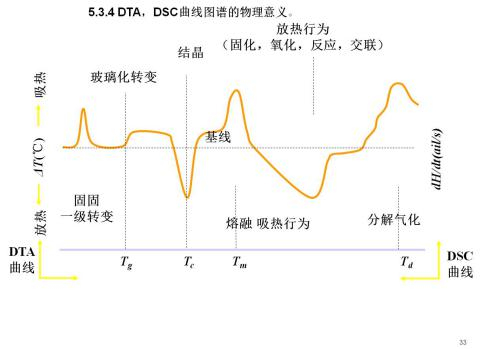 5.3.4 DTA，DSC曲线图谱的物理意义。
放热行为
（固化，氧化，反应，交联）
结晶
玻璃化转变
吸热
基线
ΔT(℃)
dH/dt(

放热
固固
一级转变
熔融 吸热行为
分解气化
DTA
曲线
Tg
Tc
Tm
Td
DSC
曲线
33